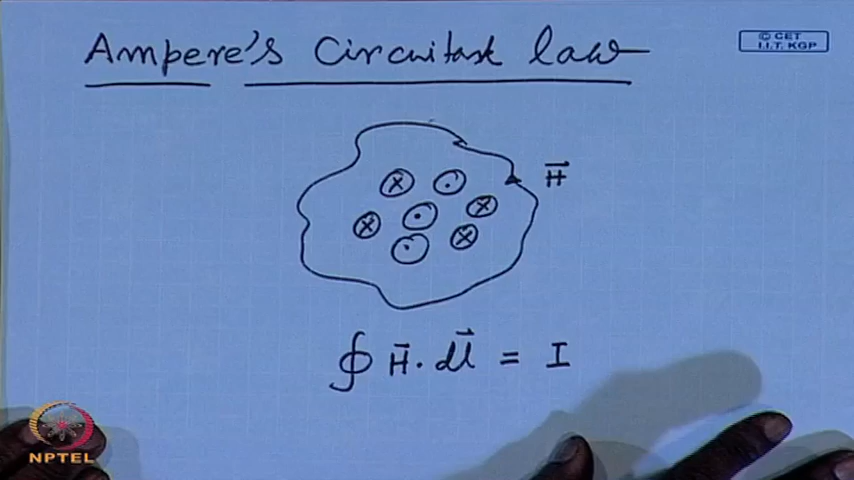 Ampere's Circuital law
© CET
I.I.T. KGP
H⃗
∮ H⃗ · dl⃗ = I
NPTEL